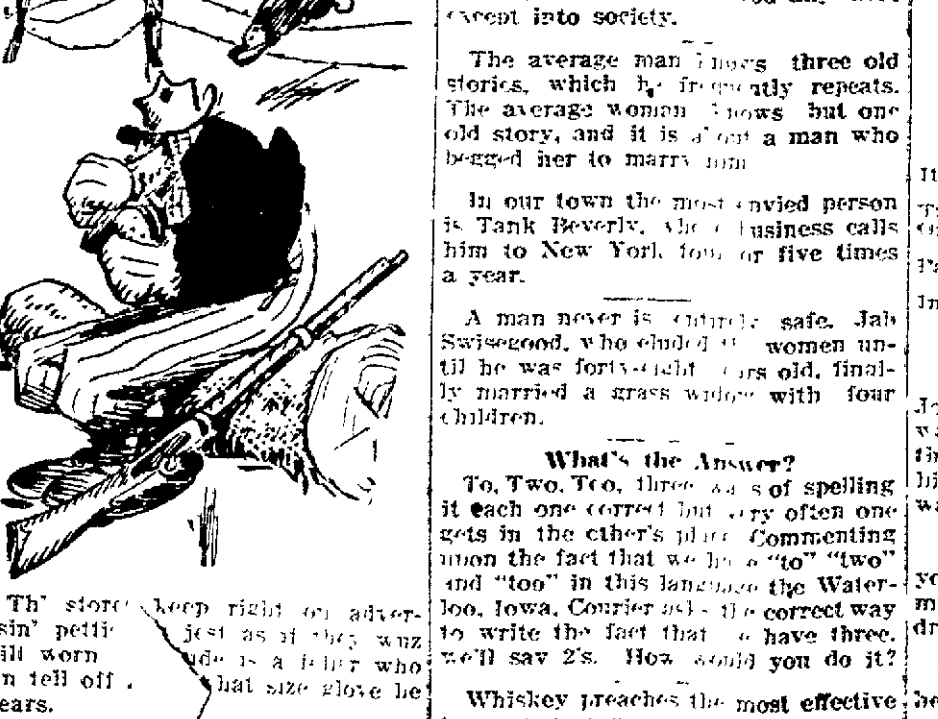 except into society.
The average man knows three old
stories, which he frequently repeats.
The average woman knows but one
old story, and it is about a man who
begged her to marry him
In our town the most envied person
is Tank Beverly, business calls
him to New York four or five times
a year.
A man never is entirely safe. Jab
Swisegood, who eluded the women un-
til he was forty-eight years old, final-
ly married a grass widow with four
children.
What's the Answer?
To, Two, Too, three ways of spelling
it each one correct but very often one
gets in the other's place Commenting
upon the fact that we have "to" "two"
and "too" in this language the Water-
loo, Iowa, Courier asks the correct way
to write the fact that we have three,
we'll say 2's. How would you do it?
Whiskey preaches the most effective
Th' stores keep right on adver-
sin' jest as if they wuz
ill worn ude is a feller who
n tell off what size glove he
ears.
It
wa
hi
wa
yo
m
dr
he